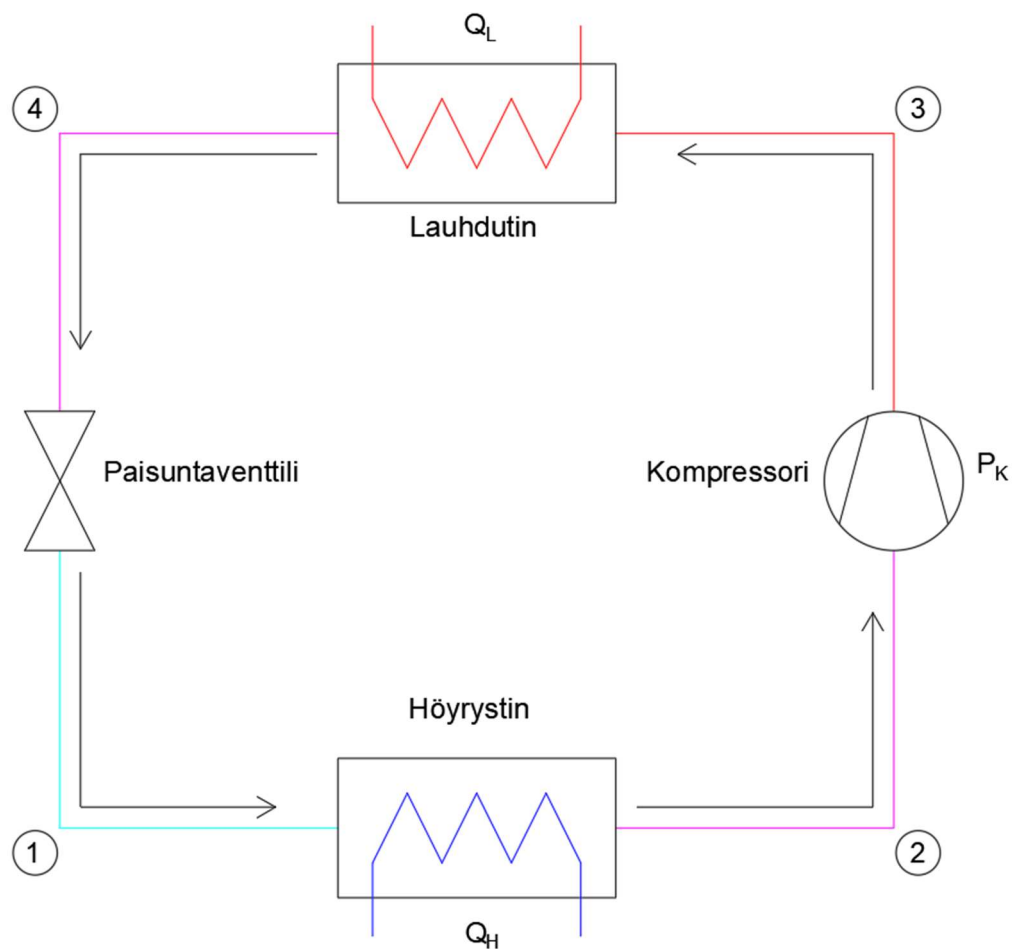 Q_L
4
3
Lauhdutin
Paisuntaventtili
Kompressori
P_K
Höyrystin
1
2
Q_H